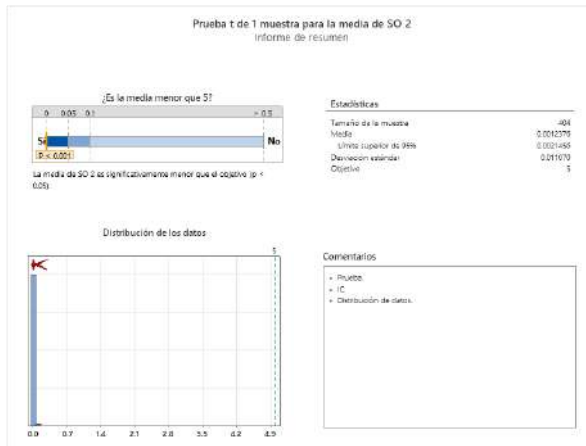 Prueba t de 1 muestra para la media de SO 2
Informe de resumen
¿Es la media menor que 5?
0 0.05 0.1 > 0.5
Sí No
P < 0.001
La media de SO 2 es significativamente menor que el objetivo (p <
0.05).
Estadísticas
Tamaño de la muestra 404
Media 0.0012370
Límite superior de 95% 0.0021450
Desviación estándar 0.011070
Objetivo 5
Distribución de los datos
5
0.0 0.7 1.4 2.1 2.8 3.5 4.2 4.9
Comentarios
• Prueba.
• IC
• Distribución de datos.